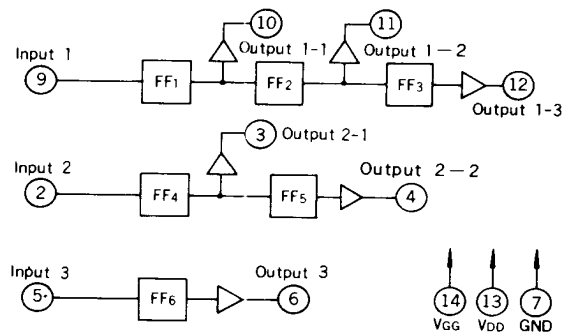 10
11
Input 1
Output 1-1
Output 1-2
9
FF1
FF2
FF3
12
Output 1-3
3
Output 2-1
Input 2
Output 2-2
2
FF4
FF5
4
Input 3
Output 3
5
FF6
6
14
13
7
VGG
VDD
GND